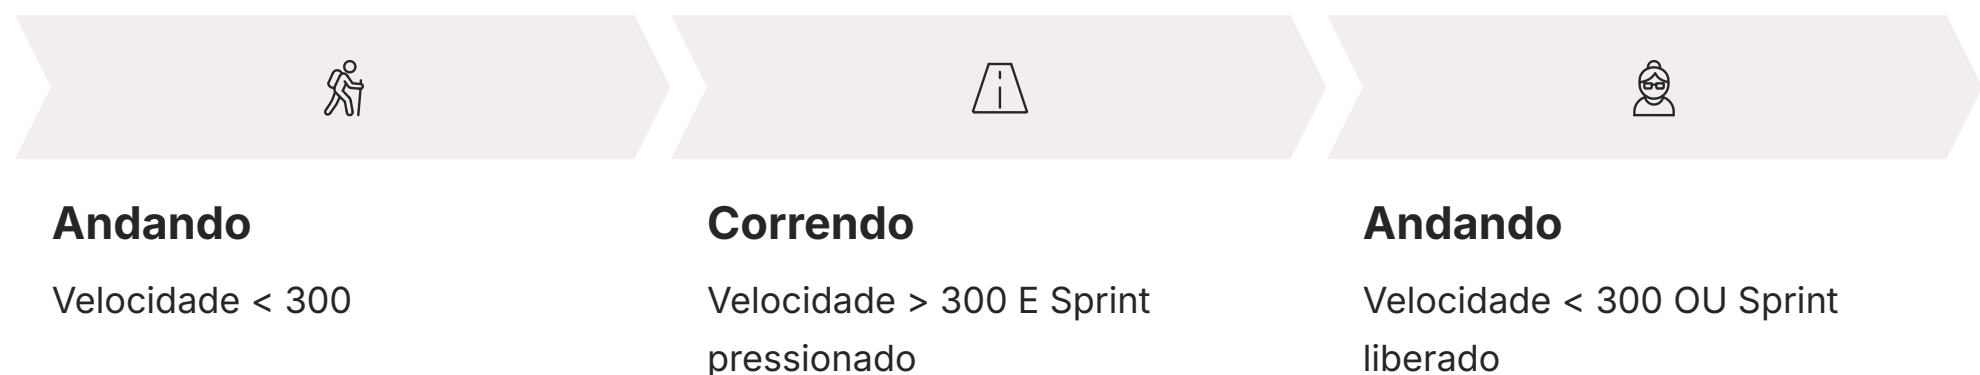 Andando
Velocidade < 300
Correndo
Velocidade > 300 E Sprint
pressionado
Andando
Velocidade < 300 OU Sprint
liberado